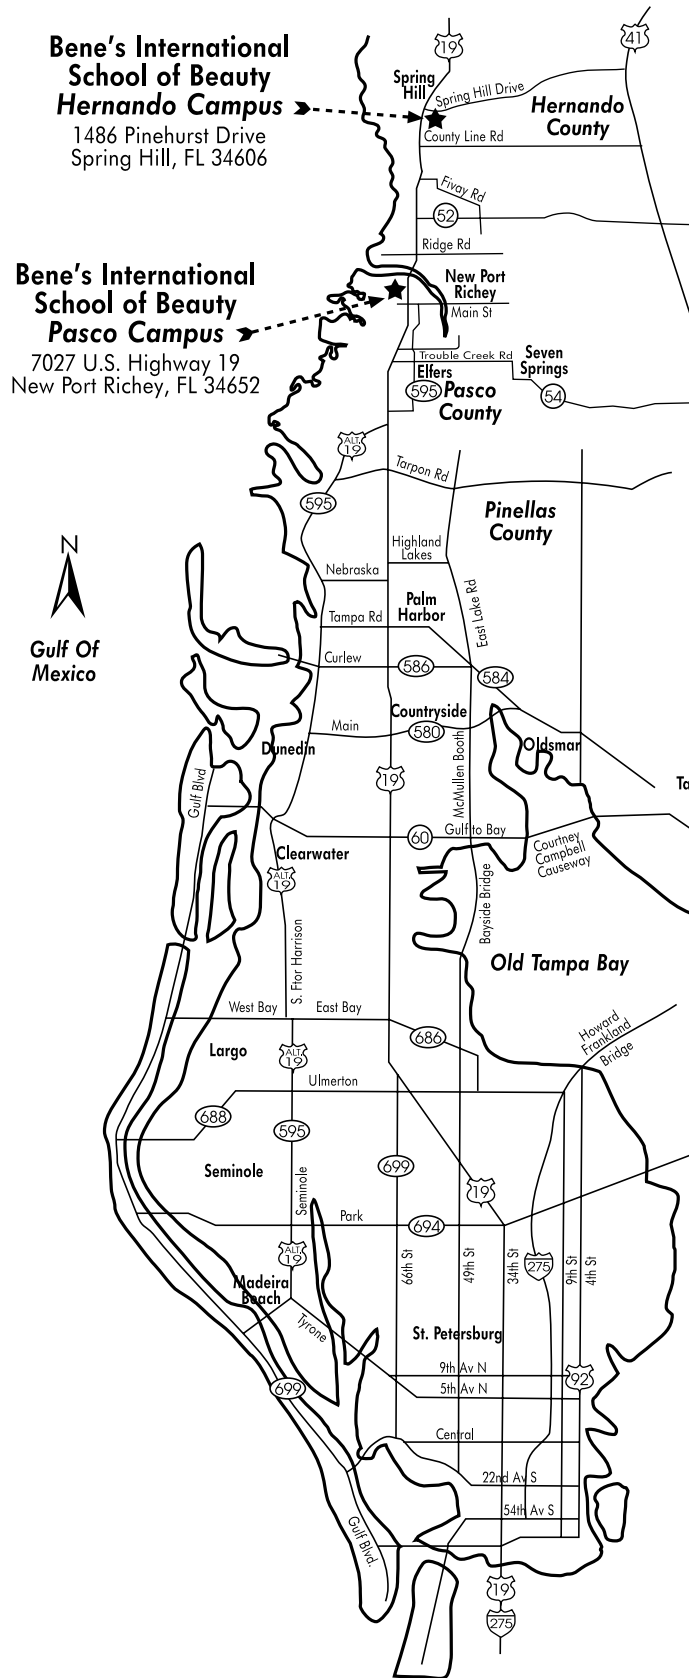 Bene's International
School of Beauty
Hernando Campus
1486 Pinehurst Drive
Spring Hill, FL 34606
19
41
Spring
Hill
Spring Hill Drive
Hernando
County
County Line Rd
Fivay Rd
52
Ridge Rd
Bene's International
School of Beauty
Pasco Campus
7027 U.S. Highway 19
New Port Richey, FL 34652
New Port
Richey
Main St
Trouble Creek Rd
Seven
Springs
Elfers
595
Pasco
County
54
ALT.
19
Tarpon Rd
595
Pinellas
County
N
Gulf Of
Mexico
Highland
Lakes
Nebraska
Palm
Harbor
East Lake Rd
Tampa Rd
Curlew
586
584
Countryside
Main
580
Dunedin
Oldsmar
McMullen Booth
19
Ta
Gulf Blvd
60
Gulf to Bay
Courtney
Campbell
Causeway
Clearwater
ALT.
19
Bayside Bridge
S. Ftor Harrison
Old Tampa Bay
West Bay
East Bay
Howard
Frankland
Bridge
686
Largo
ALT.
19
Ulmerton
688
595
699
Seminole
Seminole
19
Park
694
ALT.
19
66th St
49th St
34th St
275
9th St
4th St
Madeira
Beach
Tyrone
St. Petersburg
9th Av N
92
5th Av N
699
Central
22nd Av S
54th Av S
Gulf Blvd.
19
275